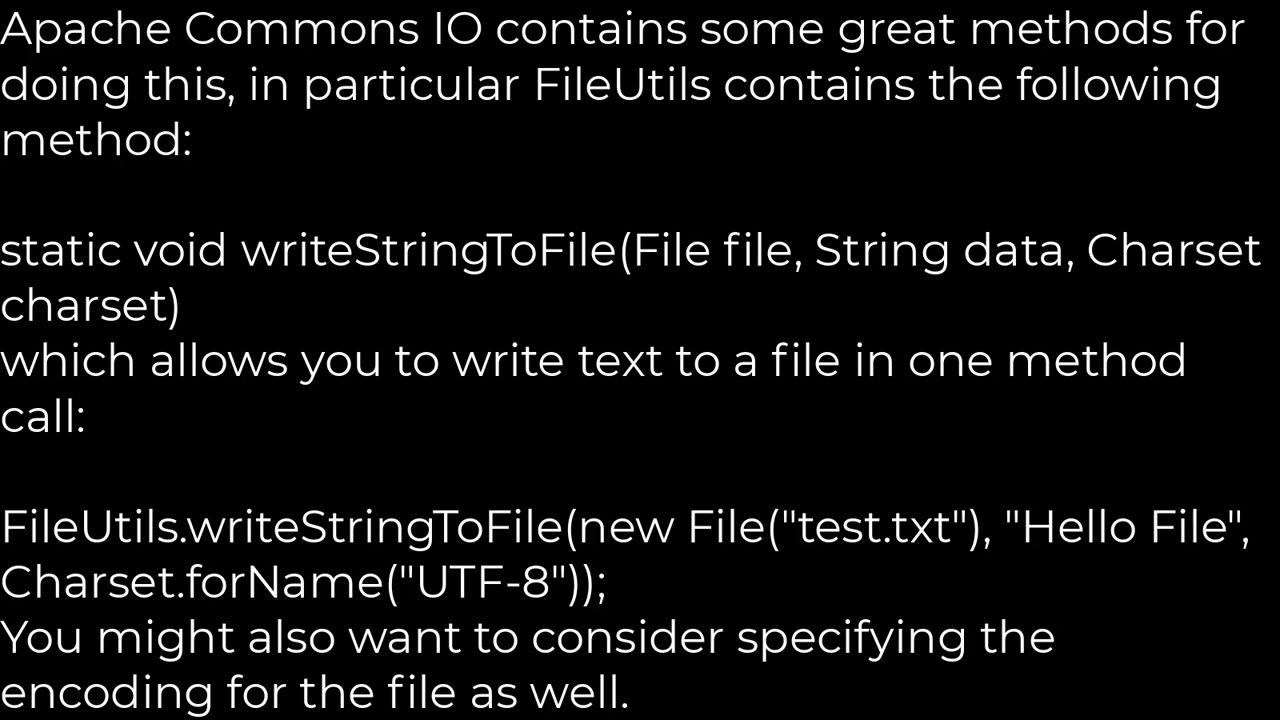 Apache Commons IO contains some great methods for
doing this, in particular FileUtils contains the following
method:
static void writeStringToFile(File file, String data, Charset
charset)
which allows you to write text to a file in one method
call:
FileUtils.writeStringToFile(new File("test.txt"), "Hello File",
Charset.forName("UTF-8"));
You might also want to consider specifying the
encoding for the file as well.